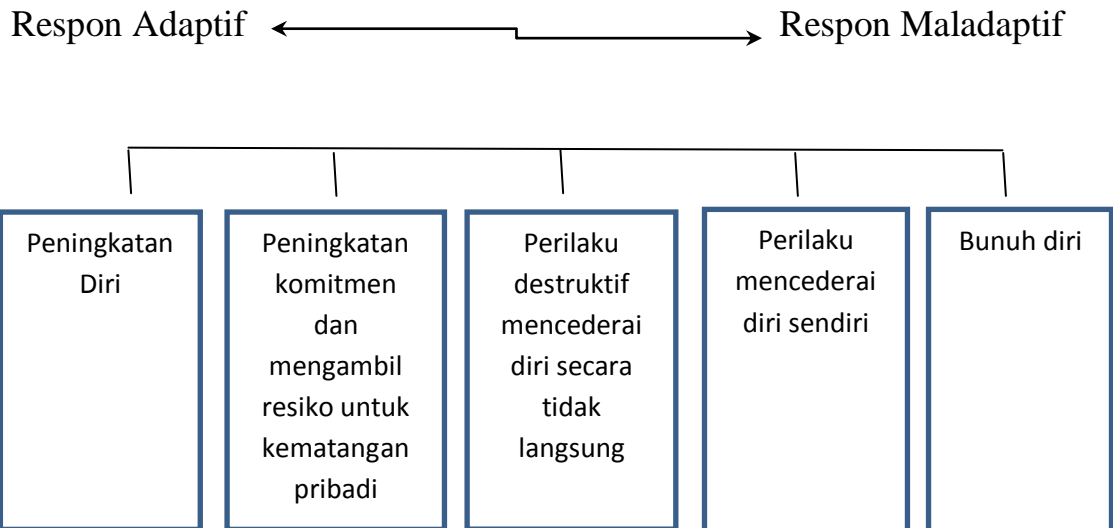 Respon Adaptif
Respon Maladaptif
Peningkatan
Diri
Peningkatan
komitmen
dan
mengambil
resiko untuk
kematangan
pribadi
Perilaku
destruktif
mencederai
diri secara
tidak
langsung
Perilaku
mencederai
diri sendiri
Bunuh diri